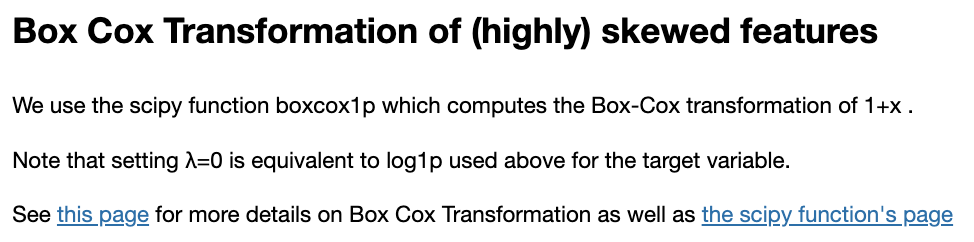 Box Cox Transformation of (highly) skewed features
We use the scipy function boxcox1p which computes the Box-Cox transformation of 1+x .
Note that setting λ=0 is equivalent to log1p used above for the target variable.
See this page for more details on Box Cox Transformation as well as the scipy function's page